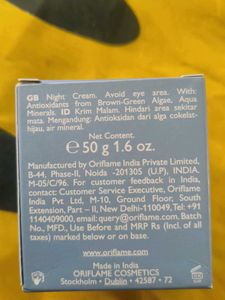 GB Night Cream. Avoid eye area. With:
Antioxidants from Brown-Green Algae, Aqua
Minerals. ID Krim Malam. Hindari area sekitar
mata. Mengandung: Antioksidan dari alga cokelat-
hijau, air mineral.
Net Content:
℮ 50 g 1.6 oz.
Manufactured by Oriflame India Private Limited,
B-44, Phase-II, Noida -201305 (U.P), INDIA
M-05/C/96. For customer feedback in India,
contact: Customer Service Executive, Oriflame
India Pvt Ltd, M-10, Ground Floor, South
Extension. Part – II, New Delhi-110049, Tel: +91
1140409000, email: query@oriflame.com. Batch
No., MFD., Use Before and MRP Rs (Incl. of all
taxes) marked below or on base.
www.oriflame.com
Made in India
ORIFLAME COSMETICS
Stockholm • Dublin • 42587 • 72